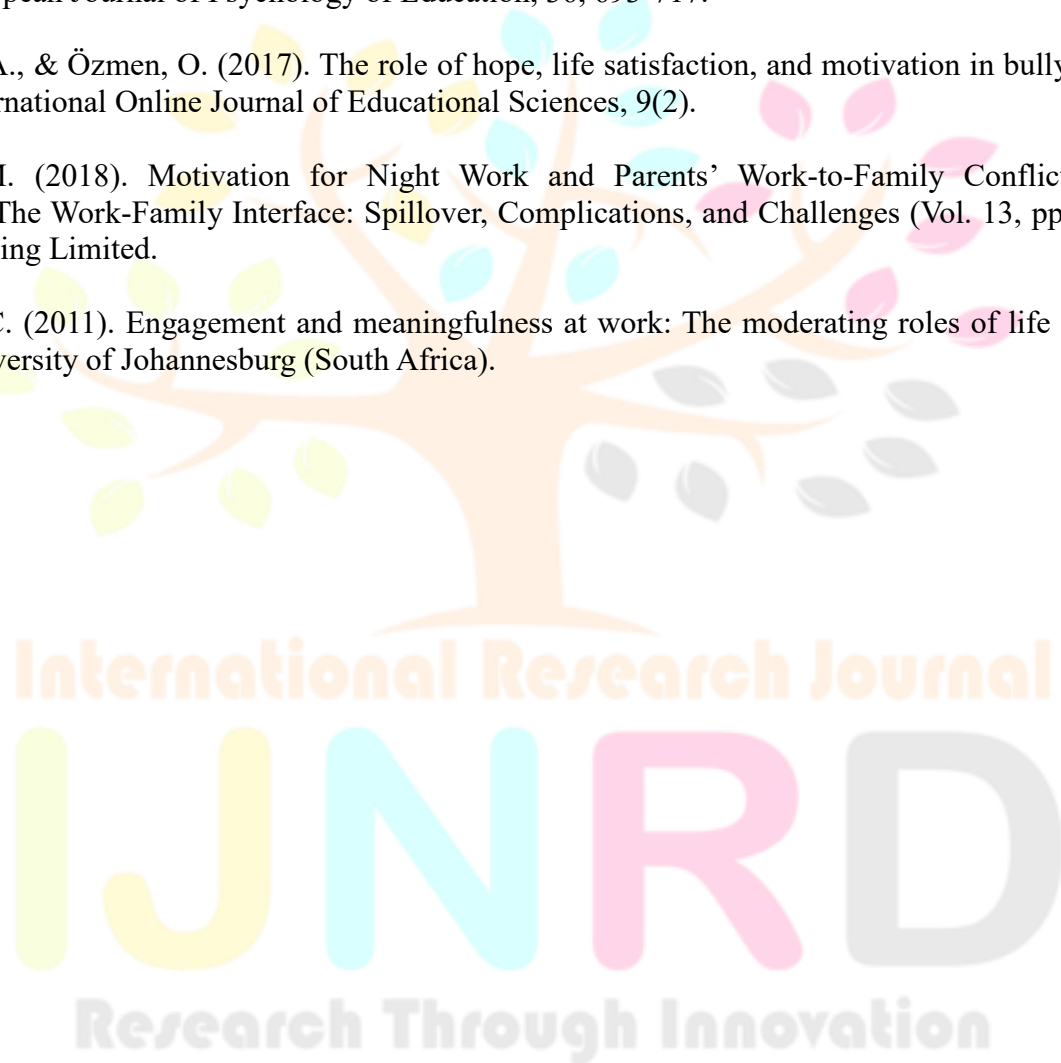 pean Journal of Psychology of Education, 36, 693-717.
A., & Özmen, O. (2017). The role of hope, life satisfaction, and motivation in bully
rnational Online Journal of Educational Sciences, 9(2).
(2018). Motivation for Night Work and Parents’ Work-to-Family Conflic
The Work-Family Interface: Spillover, Complications, and Challenges (Vol. 13, pp
ing Limited.
C. (2011). Engagement and meaningfulness at work: The moderating roles of life
versity of Johannesburg (South Africa).
International Research Journal
IJNRD
Research Through Innovation